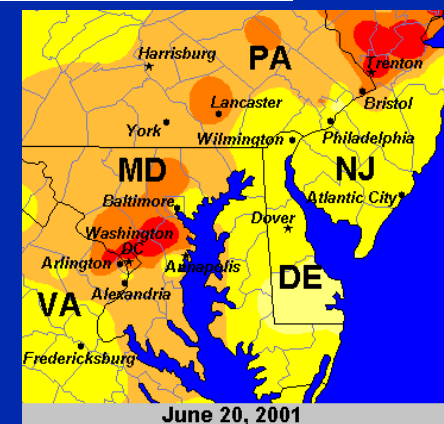 Harrisburg
PA
Trenton
Lancaster
Bristol
York
Wilmington
Philadelphia
MD
NJ
Baltimore
Atlantic City
Dover
Washington
DC
Arlington
Annapolis
DE
Alexandria
VA
Fredericksburg
June 20, 2001